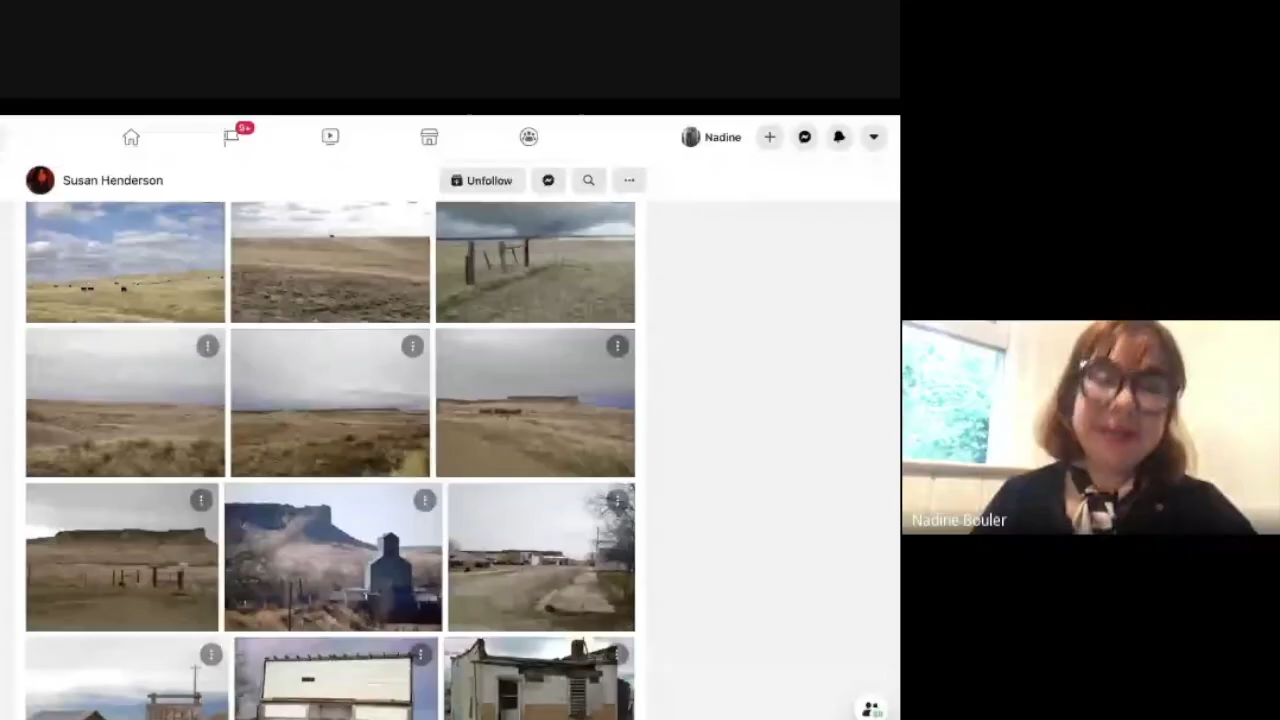 9+
Nadine
Susan Henderson
Unfollow
Nadine Bouler